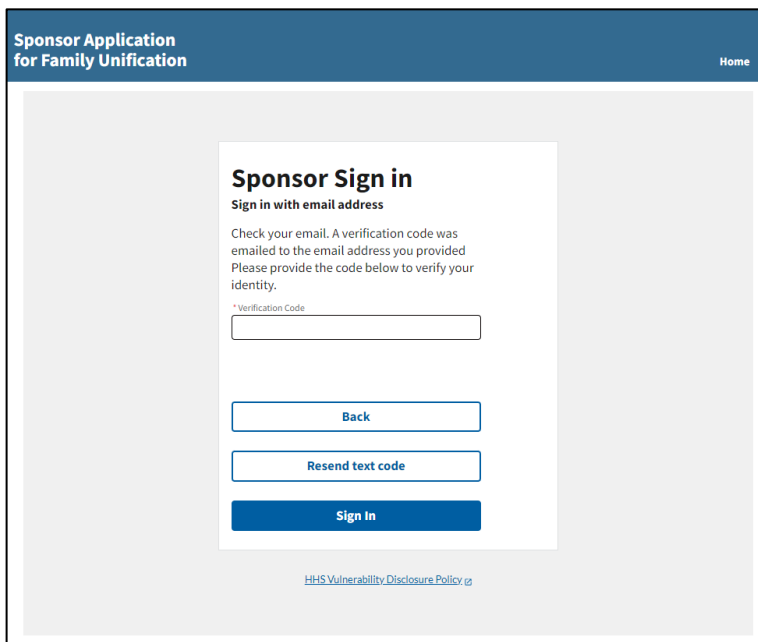 Sponsor Application
for Family Unification
Home
Sponsor Sign in
Sign in with email address
Check your email. A verification code was
emailed to the email address you provided
Please provide the code below to verify your
identity.
* Verification Code
Back
Resend text code
Sign In
HHS Vulnerability Disclosure Policy